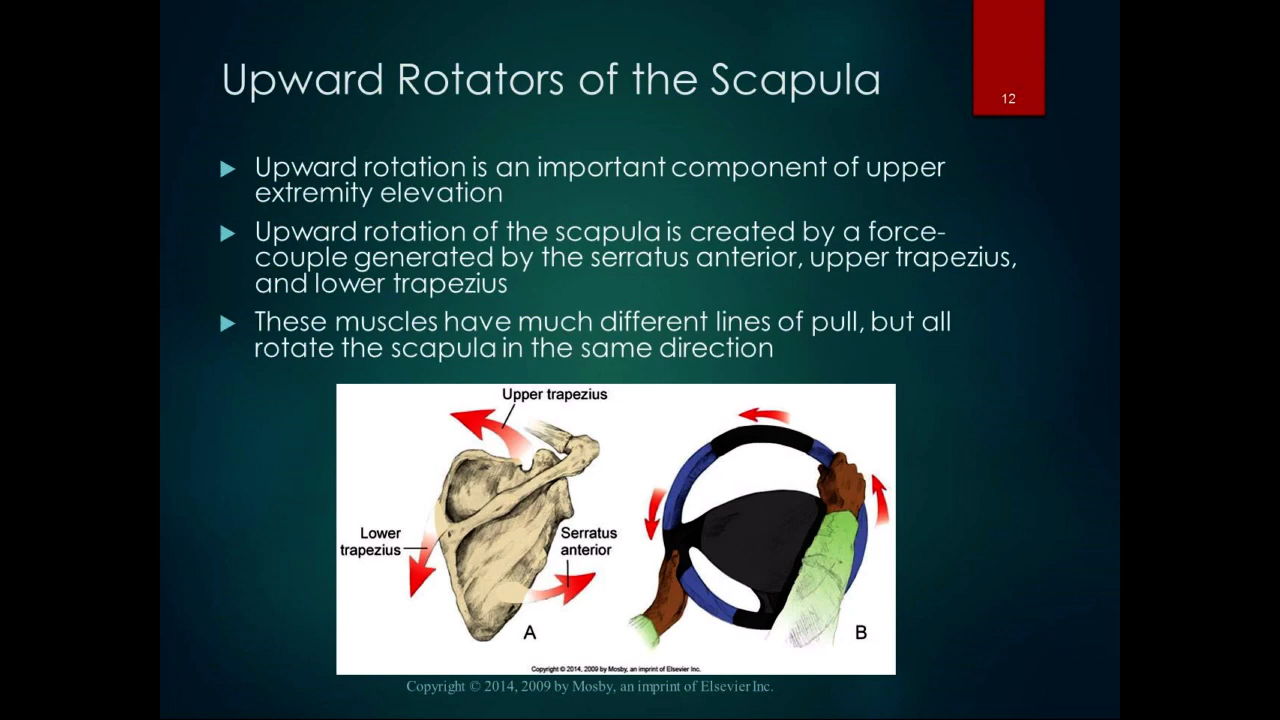 Upward Rotators of the Scapula
12
Upward rotation is an important component of upper
extremity elevation
Upward rotation of the scapula is created by a force-
couple generated by the serratus anterior, upper trapezius,
and lower trapezius
These muscles have much different lines of pull, but all
rotate the scapula in the same direction
Upper trapezius
Lower
trapezius
Serratus
anterior
A
B
Copyright © 2014, 2009 by Mosby, an imprint of Elsevier Inc.
Copyright © 2014, 2009 by Mosby, an imprint of Elsevier Inc.